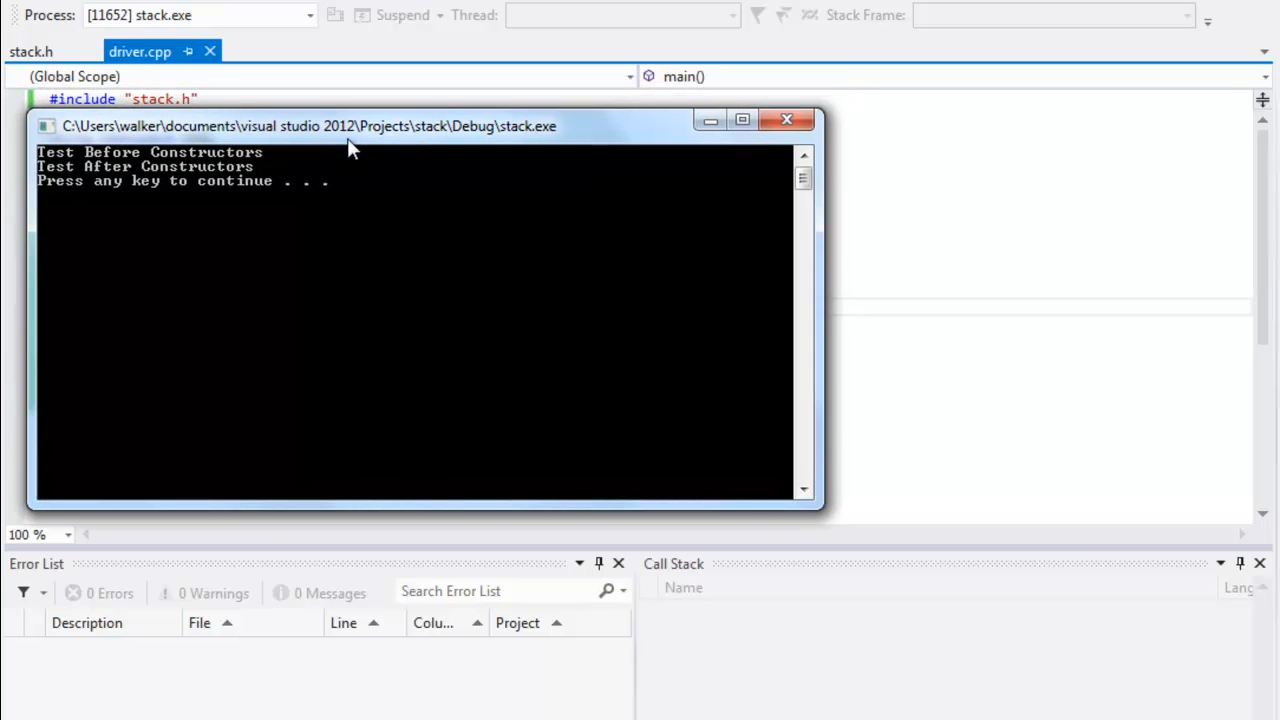 Process: [11652] stack.exe Suspend Thread: Stack Frame:
stack.h driver.cpp
(Global Scope) main()
#include "stack.h"
C:\Users\walker\documents\visual studio 2012\Projects\stack\Debug\stack.exe
Test Before Constructors
Test After Constructors
Press any key to continue . . .
100 %
Error List Call Stack
0 Errors 0 Warnings 0 Messages Search Error List Name Lang
Description File Line Colu... Project